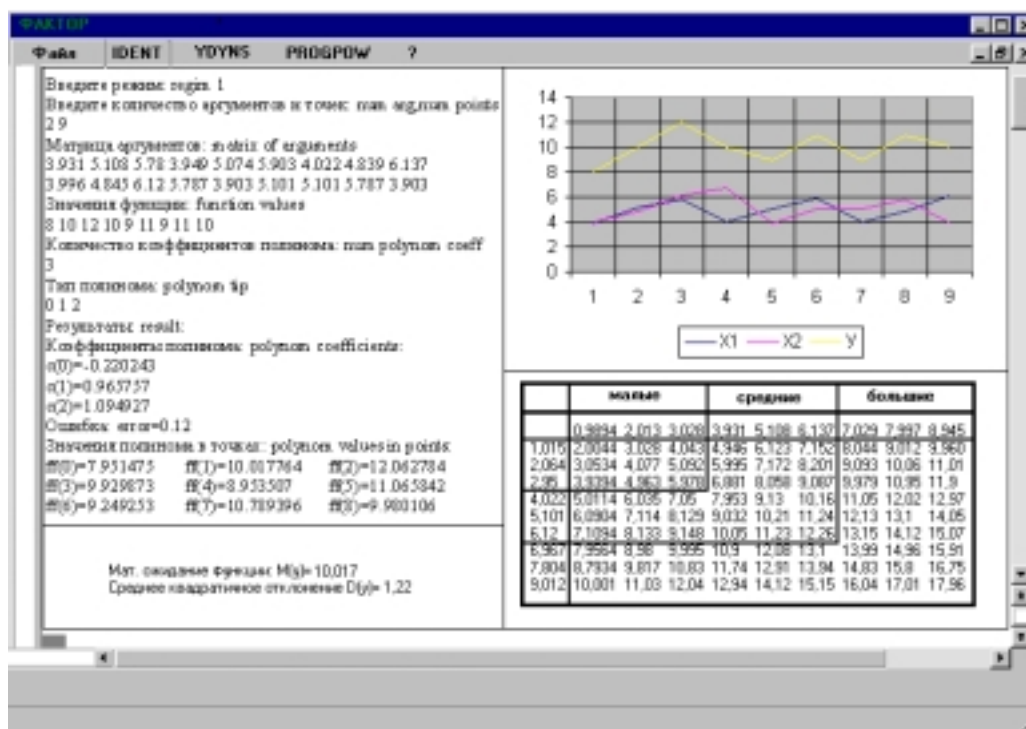 ФАКТОР
Файл IDENT YDYNS PROGPOW ?
Введите режим: regim. 1
Введите количество аргументов и точек: num arg,num points
2 9
Матрица аргументов: matrix of arguments
3.931 5.108 5.78 3.949 5.074 5.903 4.022 4.839 6.137
3.996 4.845 6.12 5.787 3.903 5.101 5.101 5.787 3.903
Значения функции: function values
8 10 12 10 9 11 9 11 10
Количество коэффициентов полинома: num polynom coeff
3
Тип полинома: polynom tip
0 1 2
Результаты: result:
Коэффициенты полинома: polynom coefficients:
c(0)=-0.220243
c(1)=0.965757
c(2)=1.094927
Ошибка: error=0.12
Значения полинома в точках: polynom. values in points:
ff(0)=7.951475 ff(1)=10.017764 ff(2)=12.062784
ff(3)=9.929873 ff(4)=8.953507 ff(5)=11.065842
ff(6)=9.249253 ff(7)=10.789396 ff(8)=9.980106
Мат. ожидание функции: M(y)= 10,017
Среднее квадратичное отклонение D(y)= 1,22
14
12
10
8
6
4
2
0
1 2 3 4 5 6 7 8 9
X1 X2 У
малые средние большие
0,9894 2,013 3,028 3,931 5,108 6,137 7,029 7,997 8,945
1,015 2,0044 3,028 4,043 4,946 6,123 7,152 8,044 9,012 9,960
2,064 3,0534 4,077 5,092 5,995 7,172 8,201 9,093 10,06 11,01
2,95 3,9394 4,963 5,978 6,881 8,058 9,087 9,979 10,95 11,9
4,022 5,0114 6,035 7,05 7,953 9,13 10,16 11,05 12,02 12,97
5,101 6,0904 7,114 8,129 9,032 10,21 11,24 12,13 13,1 14,05
6,12 7,1094 8,133 9,148 10,05 11,23 12,26 13,15 14,12 15,07
6,967 7,9564 8,98 9,995 10,9 12,08 13,1 13,99 14,96 15,91
7,804 8,7934 9,817 10,83 11,74 12,91 13,94 14,83 15,8 16,75
9,012 10,001 11,03 12,04 12,94 14,12 15,15 16,04 17,01 17,96